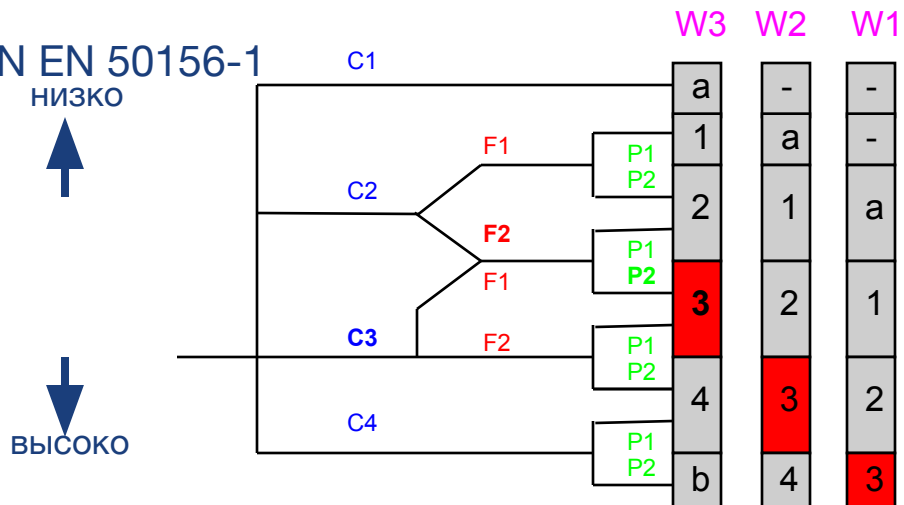 W3 W2 W1
N EN 50156-1
C1
низко
a - -
1 a -
F1
P1
P2
C2
2 1 a
F2
P1
P2
F1
3 2 1
C3
F2
P1
P2
4 3 2
C4
высоко
P1
P2
b 4 3